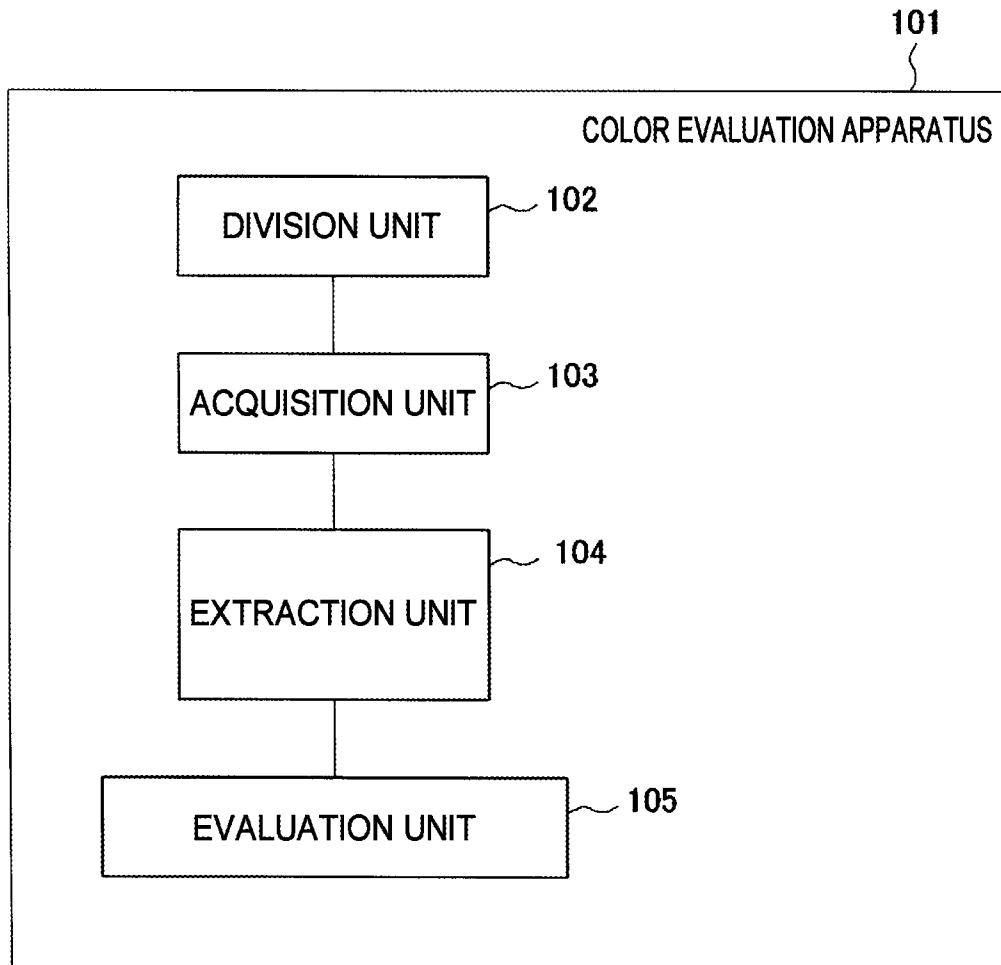 101
COLOR EVALUATION APPARATUS
DIVISION UNIT
102
ACQUISITION UNIT
103
EXTRACTION UNIT
104
EVALUATION UNIT
105